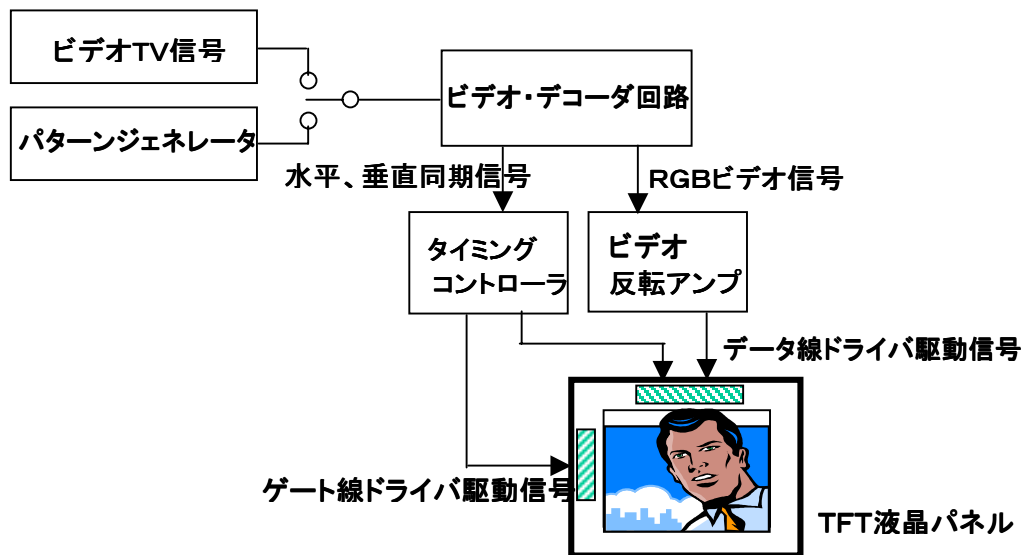 ビデオTV信号
ビデオ・デコーダ回路
パターンジェネレータ
水平、垂直同期信号
RGBビデオ信号
タイミング
コントローラ
ビデオ
反転アンプ
データ線ドライバ駆動信号
ゲート線ドライバ駆動信号
TFT液晶パネル